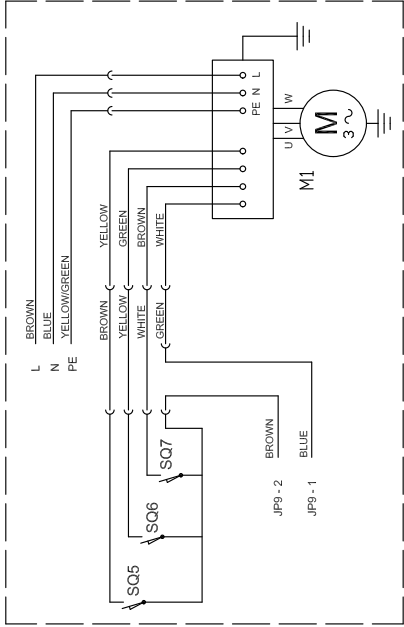 L
N
PE
W
V
U
M
3 ~
M1
YELLOW
GREEN
BROWN
WHITE
BROWN
BLUE
YELLOW/GREEN
L
N
PE
BROWN
YELLOW
WHITE
GREEN
SQ7
SQ6
SQ5
BROWN
BLUE
JP9 - 2
JP9 - 1